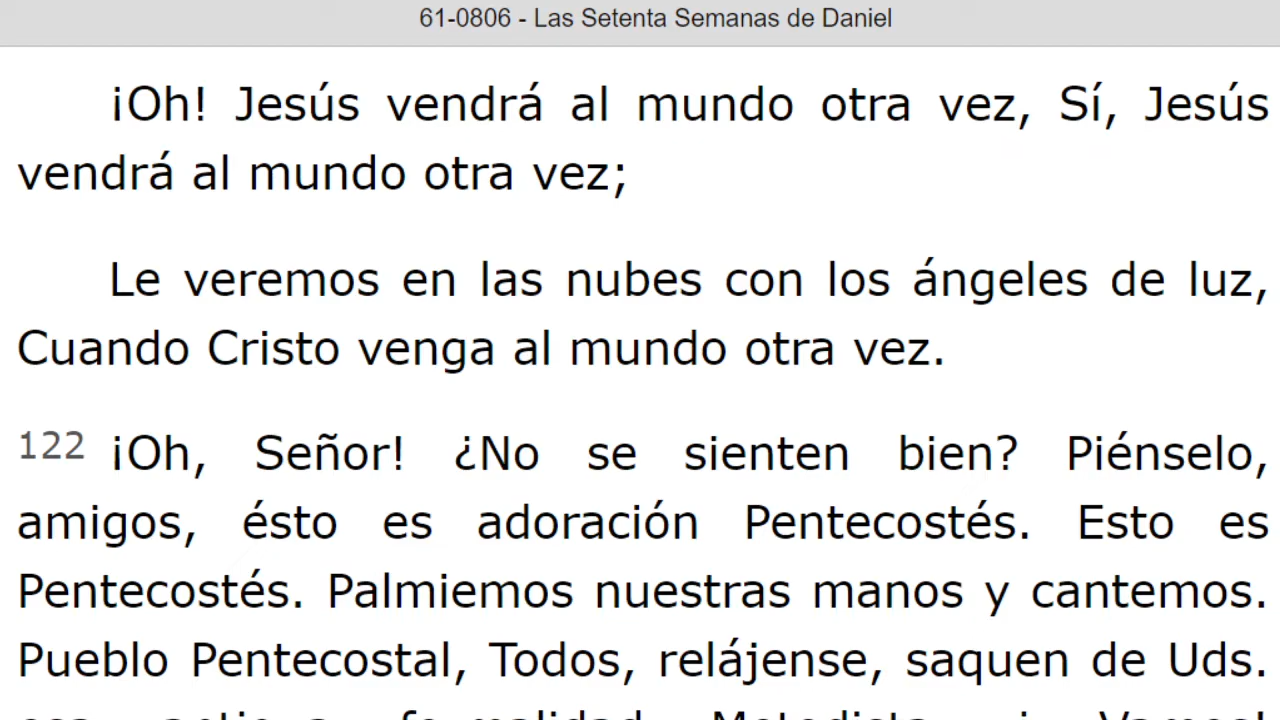 61-0806 - Las Setenta Semanas de Daniel
¡Oh! Jesús vendrá al mundo otra vez, Sí, Jesús
vendrá al mundo otra vez;
Le veremos en las nubes con los ángeles de luz,
Cuando Cristo venga al mundo otra vez.
122 ¡Oh, Señor! ¿No se sienten bien? Piénselo,
amigos, ésto es adoración Pentecostés. Esto es
Pentecostés. Palmiemos nuestras manos y cantemos.
Pueblo Pentecostal, Todos, relájense, saquen de Uds.